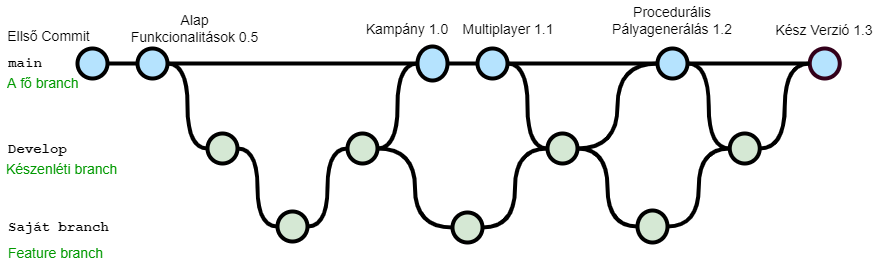 Ellső Commit
Alap
Funkcionalitások 0.5
Kampány 1.0
Multiplayer 1.1
Procedurális
Pályagenerálás 1.2
Kész Verzió 1.3
main
A fő branch
Develop
Készenléti branch
Saját branch
Feature branch